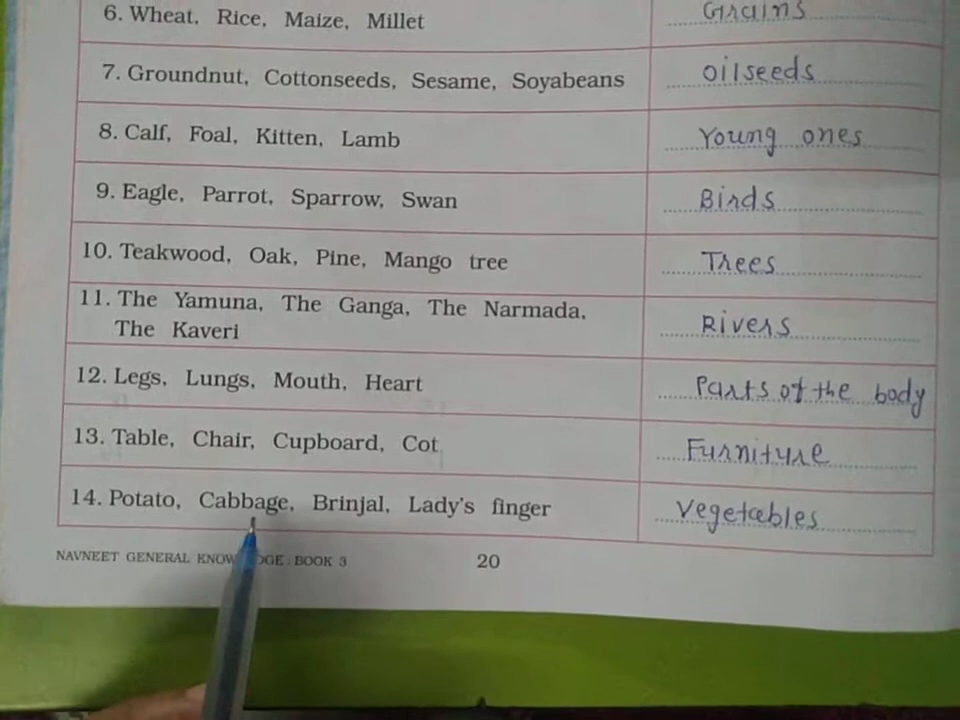 6. Wheat, Rice, Maize, Millet Grains
7. Groundnut, Cottonseeds, Sesame, Soyabeans oilseeds
8. Calf, Foal, Kitten, Lamb Young ones
9. Eagle, Parrot, Sparrow, Swan Birds
10. Teakwood, Oak, Pine, Mango tree Trees
11. The Yamuna, The Ganga, The Narmada, Rivers
The Kaveri
12. Legs, Lungs, Mouth, Heart Parts of the body
13. Table, Chair, Cupboard, Cot Furniture
14. Potato, Cabbage, Brinjal, Lady's finger Vegetables
NAVNEET GENERAL KNOWLEDGE : BOOK 3 20